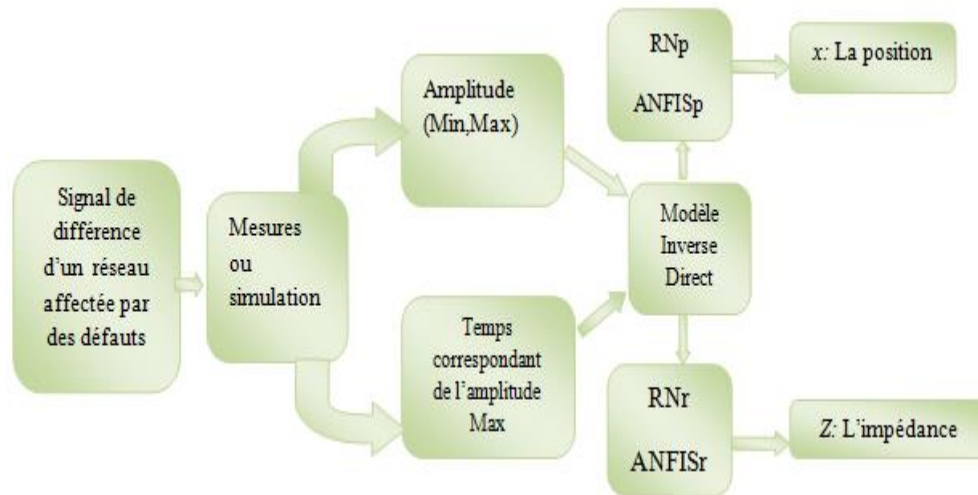 Signal de
différence
d'un réseau
affectée par
des défauts
Mesures
ou
simulation
Amplitude
(Min,Max)
Temps
correspondant
de l'amplitude
Max
Modèle
Inverse
Direct
RNp
ANFISp
x: La position
RNr
ANFISr
Z: L'impédance